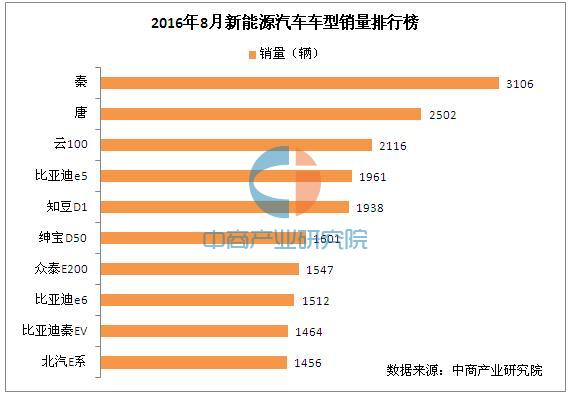 2016年8月新能源汽车车型销量排行榜
销量（辆）
秦 3106
唐 2502
云100 2116
比亚迪e5 1961
知豆D1 1938
绅宝D50 1601
众泰E200 1547
比亚迪e6 1512
比亚迪秦EV 1464
北汽E系 1456
中商产业研究院
数据来源：中商产业研究院